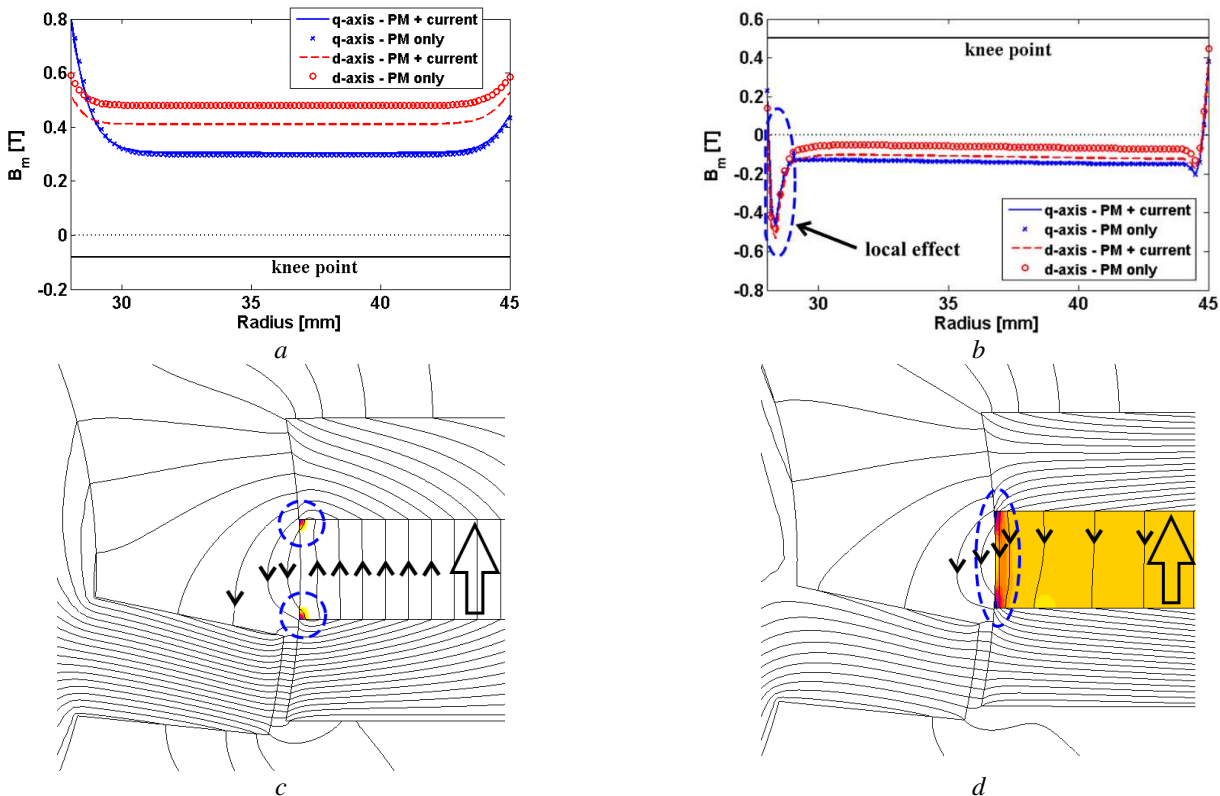 0.8
0.6
0.4
0.2
0
-0.2
B_m [T]
q-axis - PM + current
q-axis - PM only
d-axis - PM + current
d-axis - PM only
knee point
30
35
40
45
Radius [mm]
a
0.6
0.4
0.2
0
-0.2
-0.4
-0.6
-0.8
B_m [T]
knee point
local effect
q-axis - PM + current
q-axis - PM only
d-axis - PM + current
d-axis - PM only
30
35
40
45
Radius [mm]
b
c
d